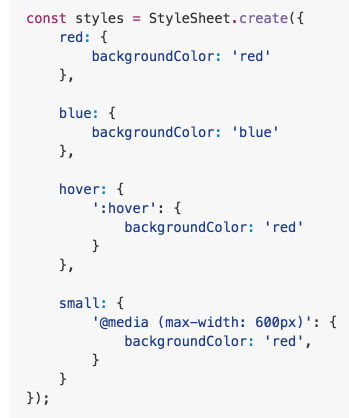 const styles = StyleSheet.create({
    red: {
        backgroundColor: 'red'
    },

    blue: {
        backgroundColor: 'blue'
    },

    hover: {
        ':hover': {
            backgroundColor: 'red'
        }
    },

    small: {
        '@media (max-width: 600px)': {
            backgroundColor: 'red',
        }
    }
});